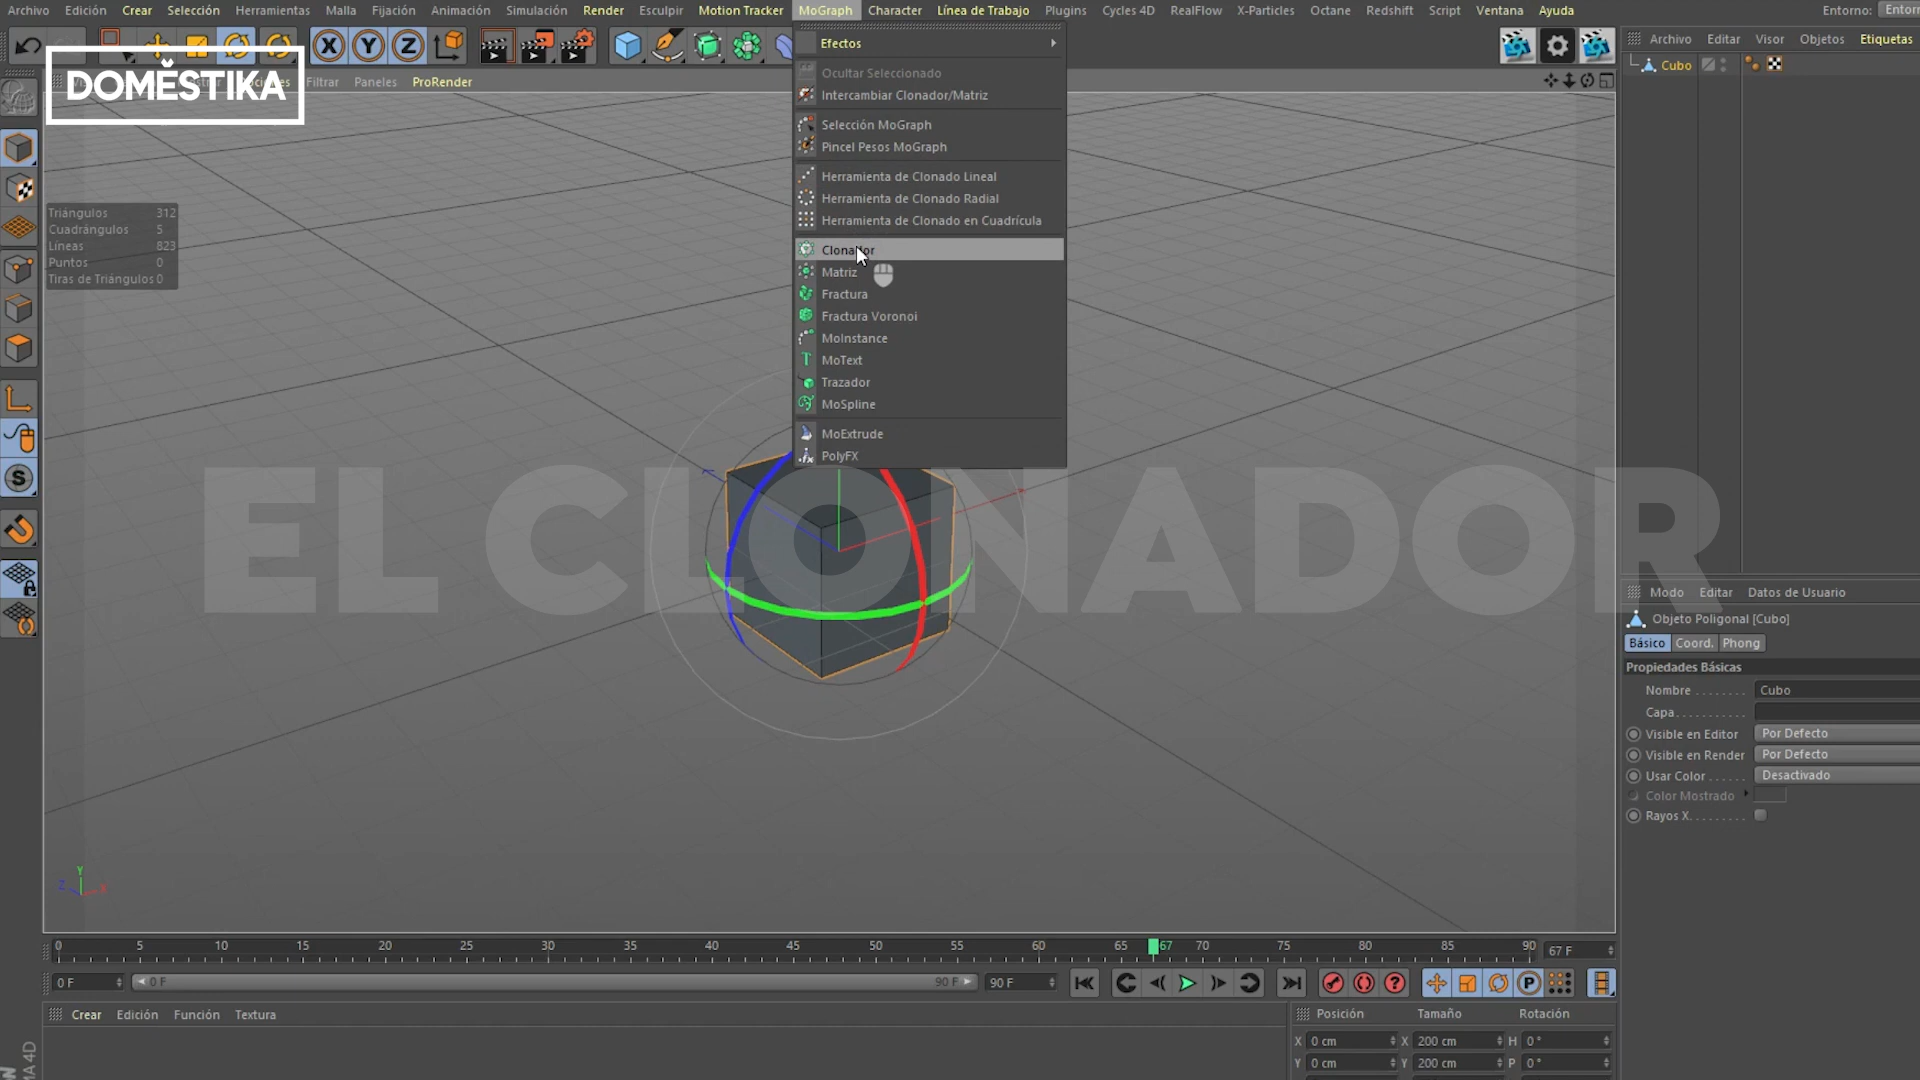 Archivo Edición Crear Selección Herramientas Malla Fijación Animación Simulación Render Esculpir Motion Tracker MoGraph Character Línea de Trabajo Plugins Cycles 4D RealFlow X-Particles Octane Redshift Script Ventana Ayuda Entorno:
X Y Z
DOMESTIKA
Filtrar Paneles ProRender
Archivo Editar Visor Objetos Etiquetas
Cubo
Efectos
Ocultar Seleccionado
Intercambiar Clonador/Matriz
Selección MoGraph
Pincel Pesos MoGraph
Herramienta de Clonado Lineal
Herramienta de Clonado Radial
Herramienta de Clonado en Cuadrícula
Clonador
Matriz
Fractura
Fractura Voronoi
MoInstance
MoText
Trazador
MoSpline
MoExtrude
PolyFX
Triángulos 312
Cuadrángulos 5
Líneas 823
Puntos 0
Tiras de Triángulos 0
EL CLONADOR
Modo Editar Datos de Usuario
Objeto Poligonal [Cubo]
Básico Coord. Phong
Propiedades Básicas
Nombre Cubo
Capa
Visible en Editor Por Defecto
Visible en Render Por Defecto
Usar Color Desactivado
Color Mostrado
Rayos X
Y
Z X
0 5 10 15 20 25 30 35 40 45 50 55 60 65 67 70 75 80 85 90 67 F
0 F 0 F 90 F 90 F
Crear Edición Función Textura
Posición Tamaño Rotación
X 0 cm X 200 cm H 0 °
Y 0 cm Y 200 cm P 0 °